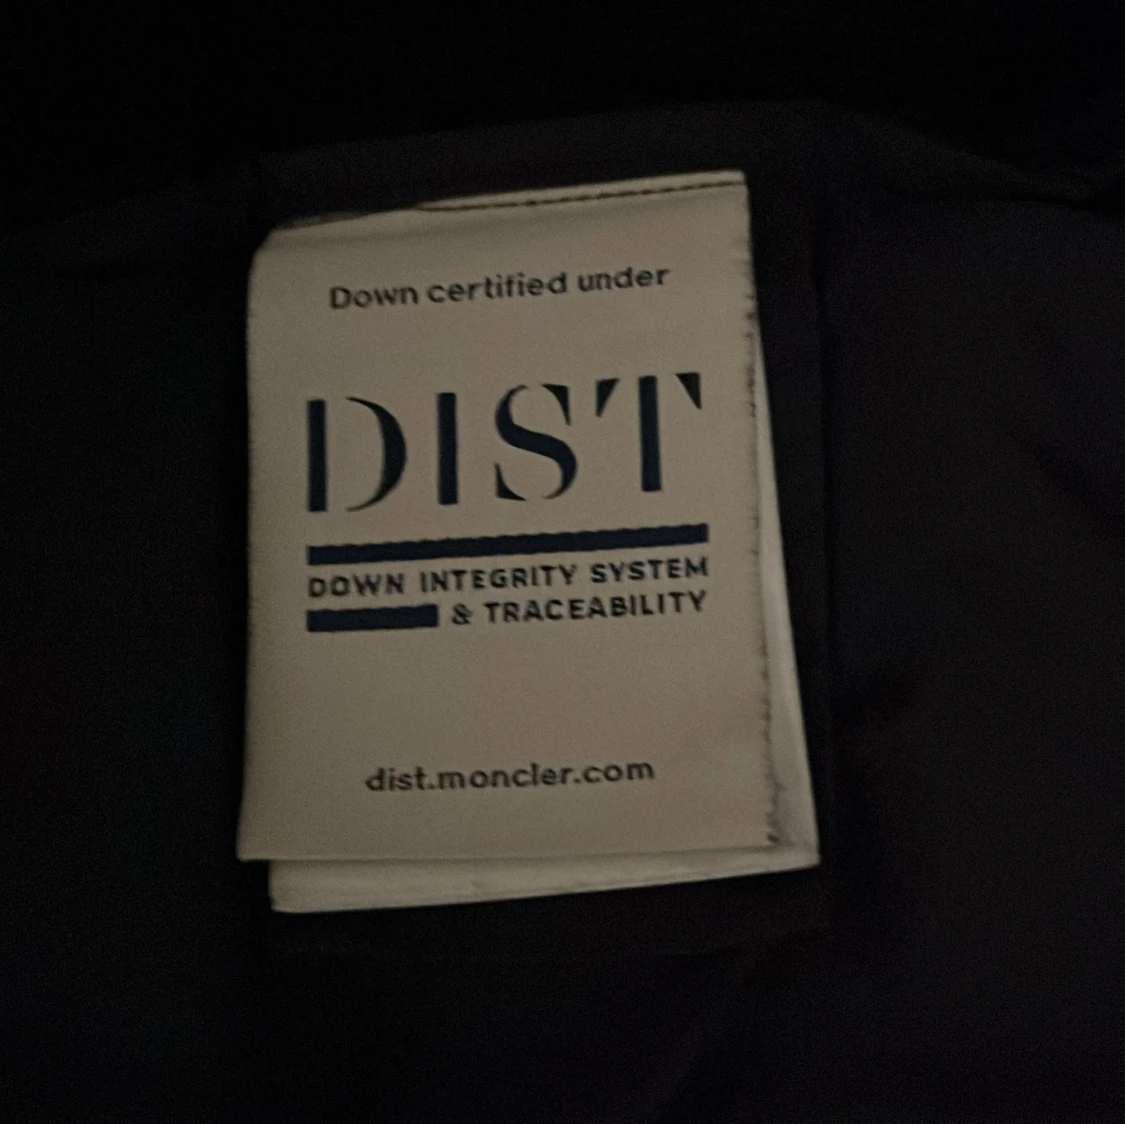 Down certified under
DIST
DOWN INTEGRITY SYSTEM
& TRACEABILITY
dist.moncler.com